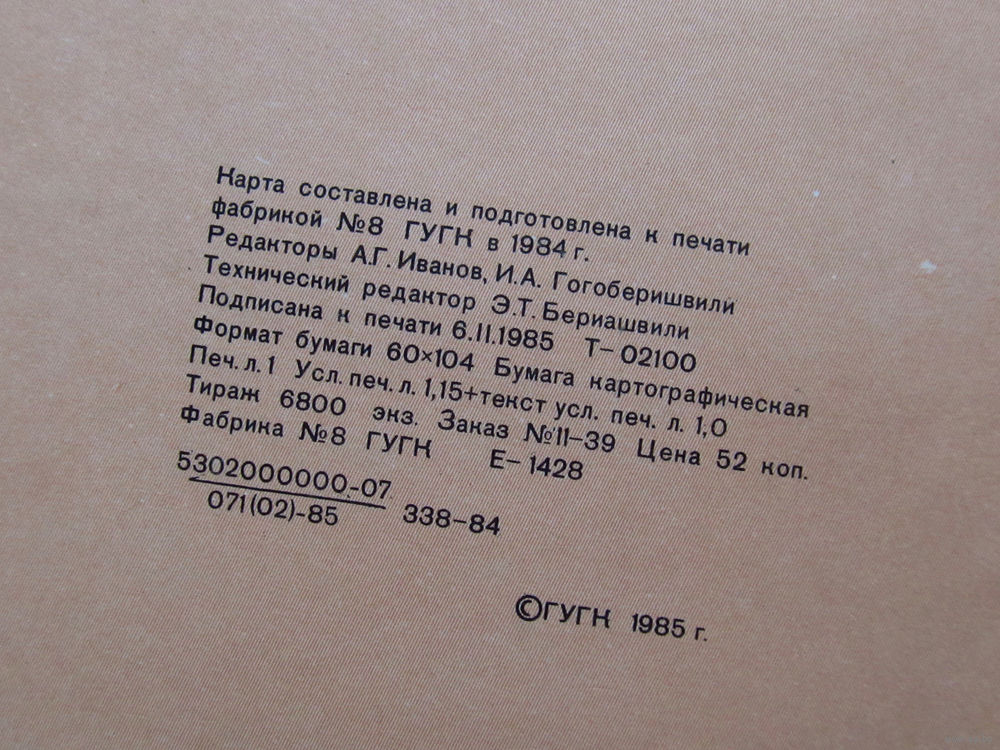 Карта составлена и подготовлена к печати
фабрикой №8 ГУГК в 1984 г.
Редакторы А.Г. Иванов, И.А. Гогоберишвили
Технический редактор Э.Т. Бериашвили
Подписана к печати 6.II.1985 Т-02100
Формат бумаги 60×104 Бумага картографическая
Печ. л. 1 Усл. печ. л. 1,15+текст усл. печ. л. 1,0
Тираж 6800 экз. Заказ №II-39 Цена 52 коп.
Фабрика №8 ГУГК Е-1428
5302000000-07
071(02)-85 338-84
©ГУГК 1985 г.